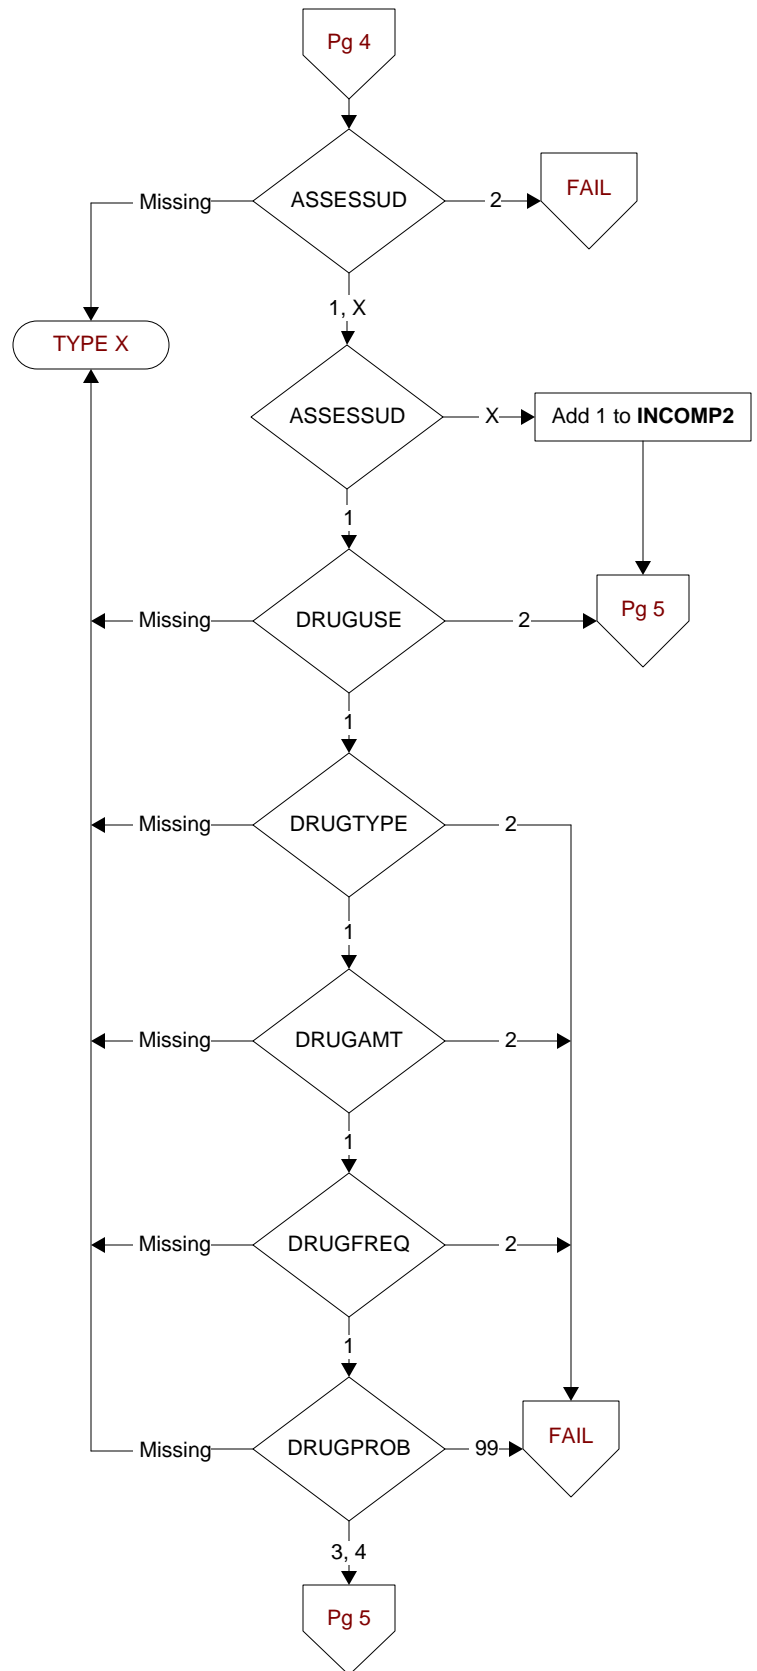 Pg 4
Missing
ASSESSUD
2
FAIL
1, X
TYPE X
ASSESSUD
X
Add 1 to INCOMP2
1
Missing
DRUGUSE
2
Pg 5
1
Missing
DRUGTYPE
2
1
Missing
DRUGAMT
2
1
Missing
DRUGFREQ
2
1
Missing
DRUGPROB
99
FAIL
3, 4
Pg 5